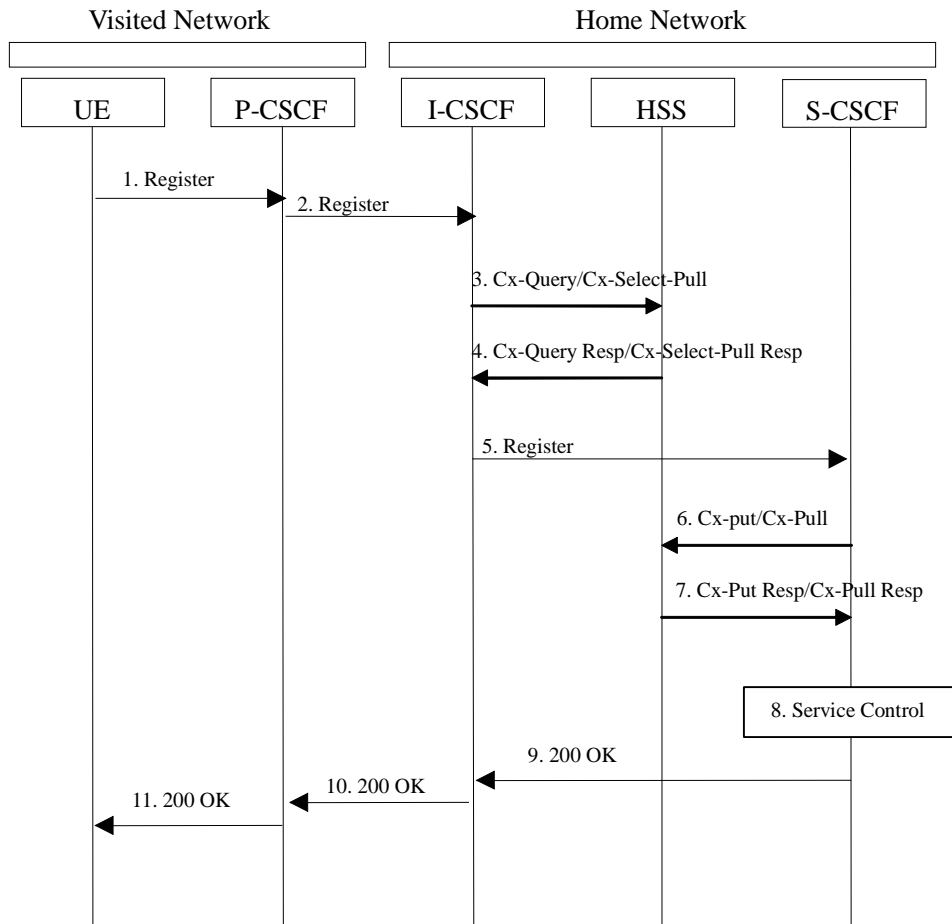 Visited Network
Home Network
UE
P-CSCF
I-CSCF
HSS
S-CSCF
1. Register
2. Register
3. Cx-Query/Cx-Select-Pull
4. Cx-Query Resp/Cx-Select-Pull Resp
5. Register
6. Cx-put/Cx-Pull
7. Cx-Put Resp/Cx-Pull Resp
8. Service Control
9. 200 OK
10. 200 OK
11. 200 OK